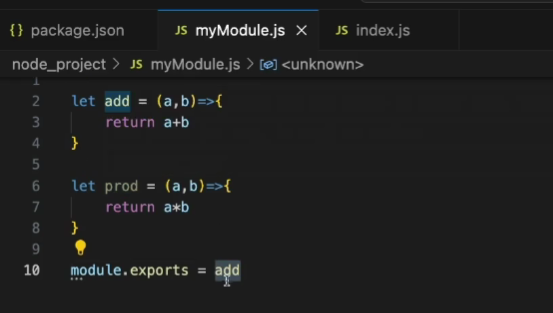 {} package.json JS myModule.js × JS index.js
node_project > JS myModule.js > <unknown>
1
2 let add = (a,b)=>{
3 return a+b
4 }
5
6 let prod = (a,b)=>{
7 return a*b
8 }
9
10 module.exports = add